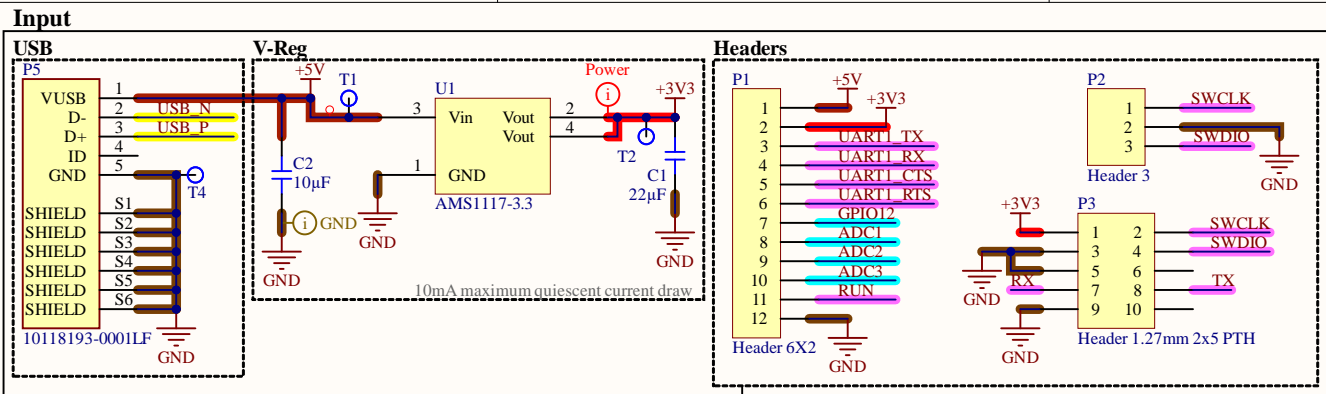 Input
USB
P5
VUSB 1
D- 2 USB_N
D+ 3 USB_P
ID 4
GND 5
T4
SHIELD S1
SHIELD S2
SHIELD S3
SHIELD S4
SHIELD S5
SHIELD S6
10118193-0001LF
GND
V-Reg
+5V
T1
C2
10µF
i GND
GND
U1
3 Vin Vout 2
Vout 4
1 GND
AMS1117-3.3
GND
Power
i
+3V3
T2
C1
22µF
GND
10mA maximum quiescent current draw
Headers
P1
+5V
+3V3
1
2
3 UART1_TX
4 UART1_RX
5 UART1_CTS
6 UART1_RTS
7 GPIO12
8 ADC1
9 ADC2
10 ADC3
11 RUN
12
Header 6X2
GND
P2
1 SWCLK
2
3 SWDIO
Header 3
GND
+3V3
P3
1 2 SWCLK
3 4 SWDIO
5 6
GND
RX 7 8 TX
9 10
GND
Header 1.27mm 2x5 PTH